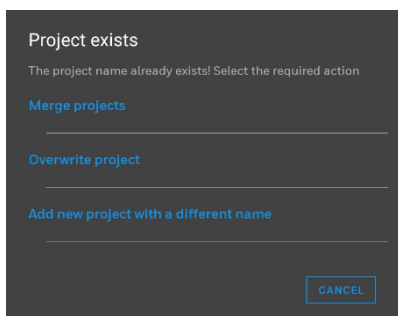 Project exists
The project name already exists! Select the required action
Merge projects
Overwrite project
Add new project with a different name
CANCEL